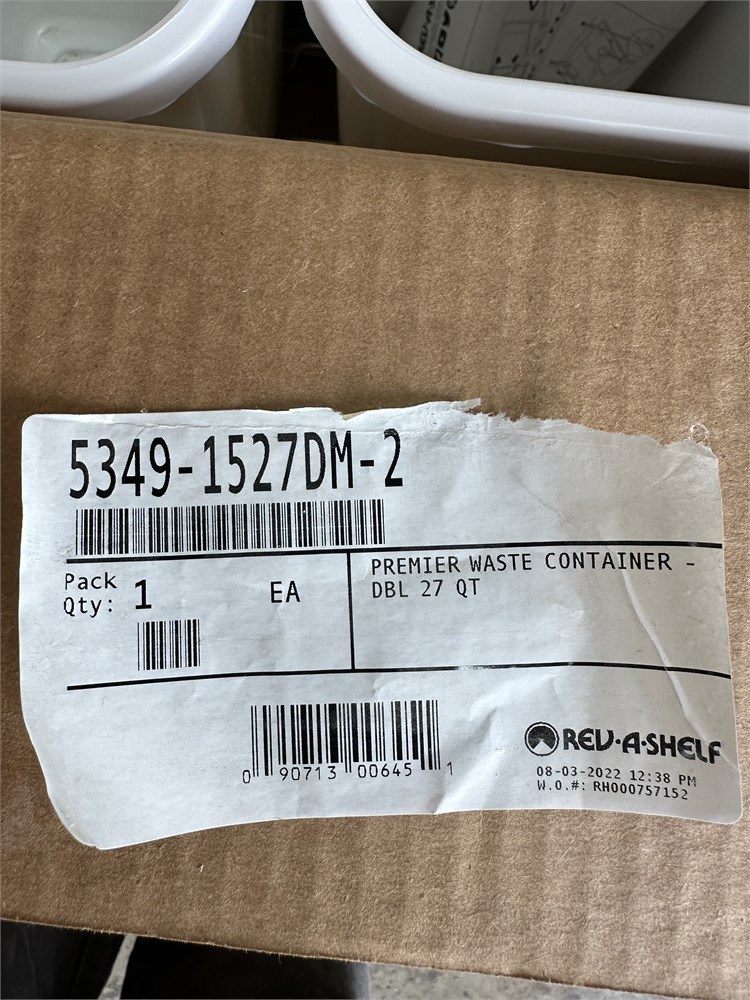 5349-1527DM-2
Pack
Qty: 1
EA
PREMIER WASTE CONTAINER -
DBL 27 QT
0 90713 00645 1
REV-A-SHELF
08-03-2022 12:38 PM
W.O.#: RH000757152